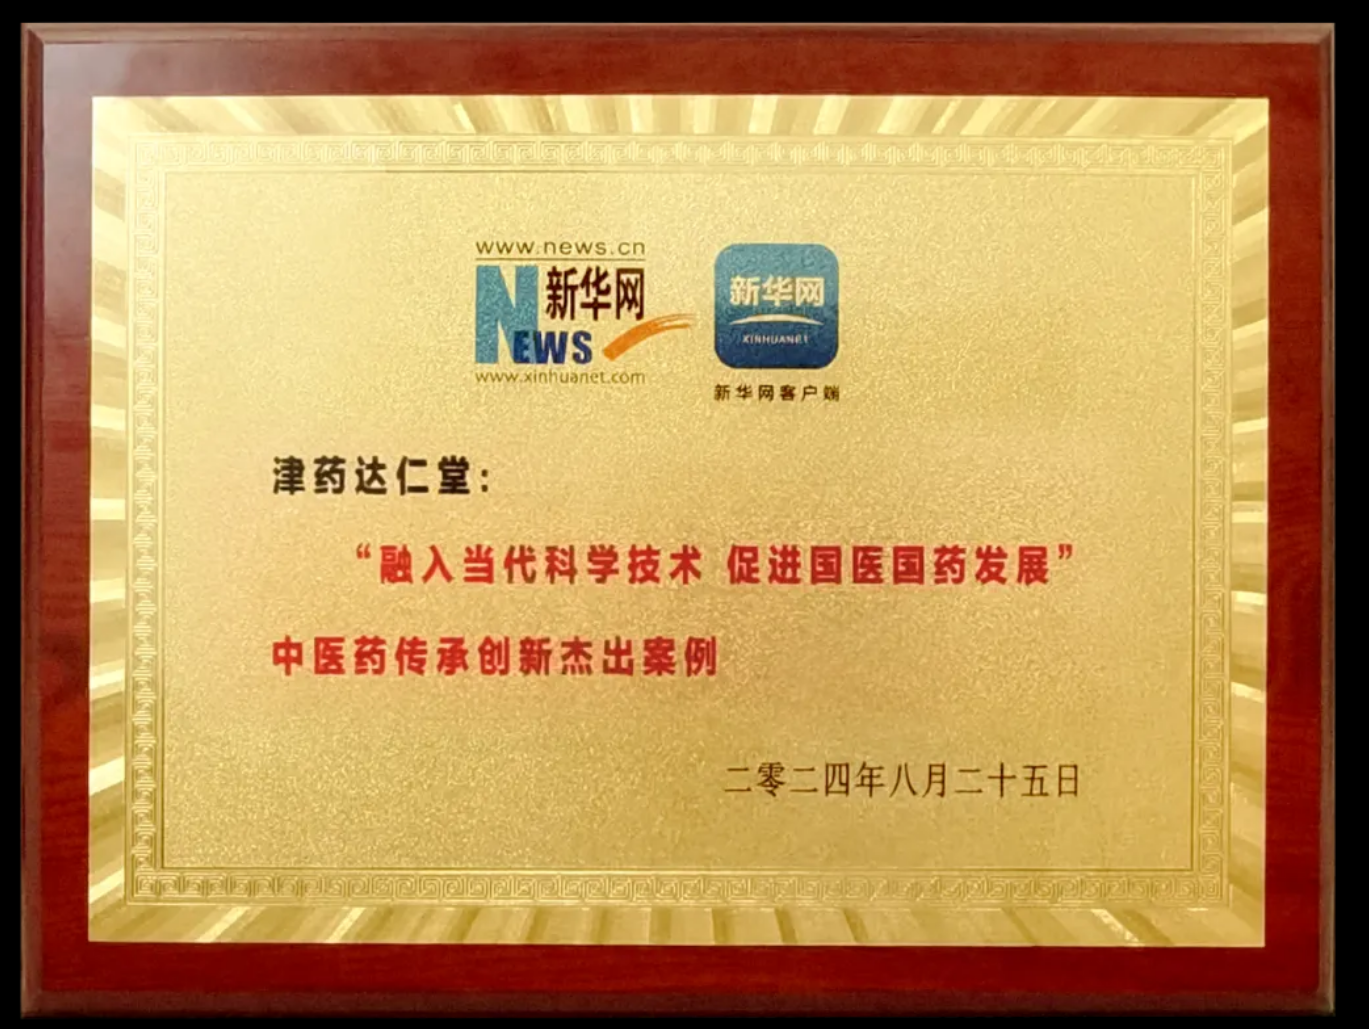 www.news.cn
新华网
NEWS
www.xinhuanet.com
新华网
XINHUANET
新华网客户端
津药达仁堂：
“融入当代科学技术 促进国医国药发展”
中医药传承创新杰出案例
二零二四年八月二十五日